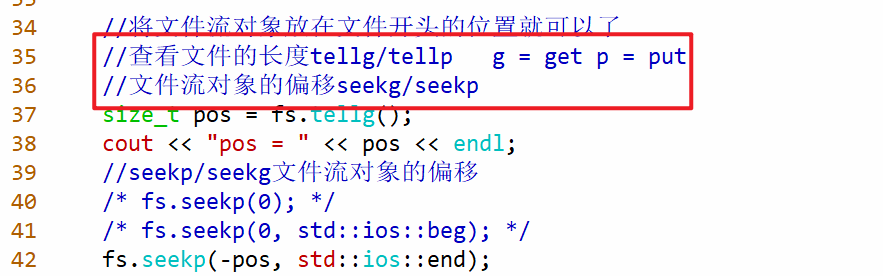 34 //将文件流对象放在文件开头的位置就可以了
35 //查看文件的长度tellg/tellp   g = get p = put
36 //文件流对象的偏移seekg/seekp
37 size_t pos = fs.tellg();
38 cout << "pos = " << pos << endl;
39 //seekp/seekg文件流对象的偏移
40 /* fs.seekp(0); */
41 /* fs.seekp(0, std::ios::beg); */
42 fs.seekp(-pos, std::ios::end);